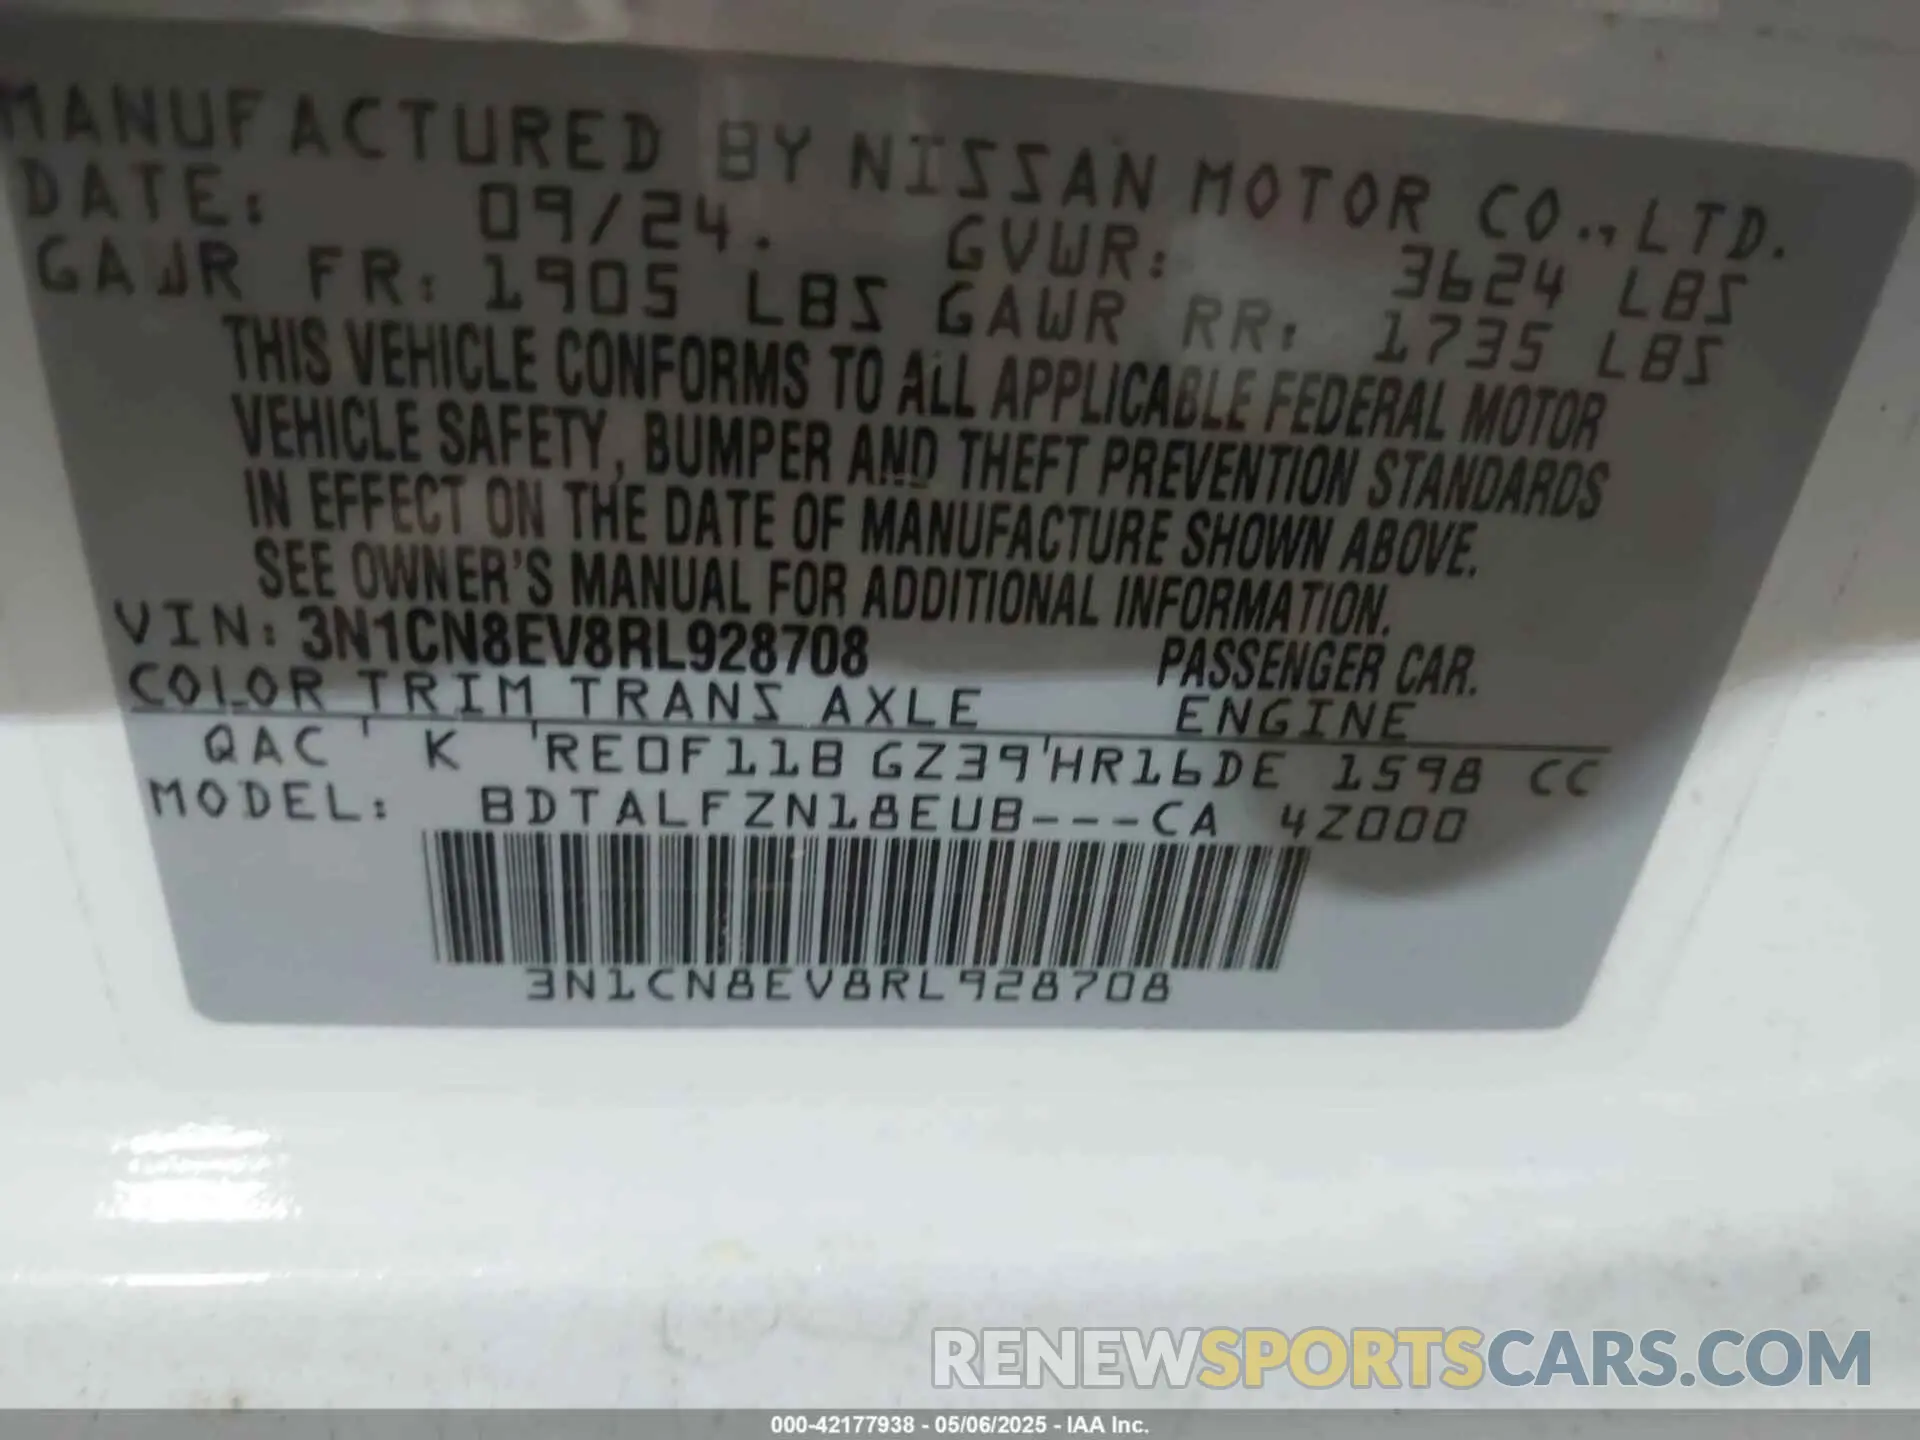 MANUFACTURED BY NISSAN MOTOR CO., LTD.
DATE: 09/24. GVWR: 3624 LBS
GAWR FR: 1905 LBS GAWR RR: 1735 LBS
THIS VEHICLE CONFORMS TO ALL APPLICABLE FEDERAL MOTOR
VEHICLE SAFETY, BUMPER AND THEFT PREVENTION STANDARDS
IN EFFECT ON THE DATE OF MANUFACTURE SHOWN ABOVE.
SEE OWNER'S MANUAL FOR ADDITIONAL INFORMATION.
VIN: 3N1CN8EV8RL928708 PASSENGER CAR.
COLOR TRIM TRANS AXLE ENGINE
QAC ' K 'RE0F11B GZ39'HR16DE 1598 CC
MODEL: BDTALFZN18EUB---CA 4Z000
3N1CN8EV8RL928708
RENEWSPORTSCARS.COM
000-42177938 - 05/06/2025 - IAA Inc.